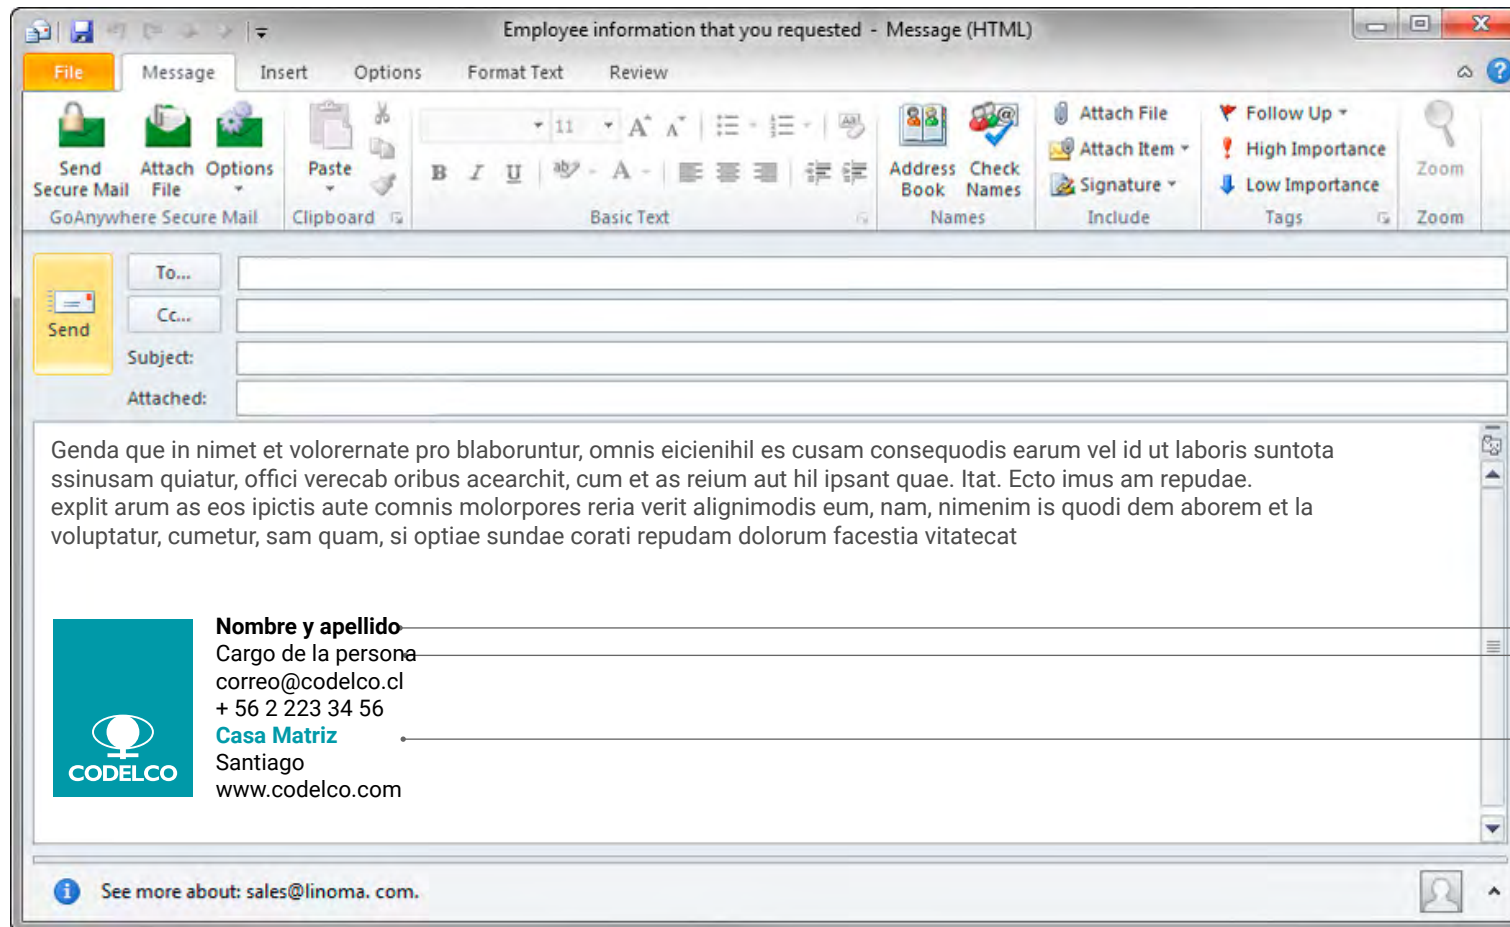 Employee information that you requested - Message (HTML)
File Message Insert Options Format Text Review
Send Secure Mail
Attach File
Options
GoAnywhere Secure Mail
Paste
Clipboard
11
Basic Text
Address Book
Check Names
Names
Attach File
Attach Item
Signature
Include
Follow Up
High Importance
Low Importance
Tags
Zoom
Zoom
Send
To...
Cc...
Subject:
Attached:
Genda que in nimet et volorernate pro blaboruntur, omnis eicienihil es cusam consequodis earum vel id ut laboris suntota
ssinusam quiatur, offici verecab oribus acearchit, cum et as reium aut hil ipsant quae. Itat. Ecto imus am repudae.
explit arum as eos ipictis aute comnis molorpores reria verit alignimodis eum, nam, nimenim is quodi dem aborem et la
voluptatur, cumetur, sam quam, si optiae sundae corati repudam dolorum facestia vitatecat
CODELCO
Nombre y apellido
Cargo de la persona
correo@codelco.cl
+ 56 2 223 34 56
Casa Matriz
Santiago
www.codelco.com
See more about: sales@linoma. com.